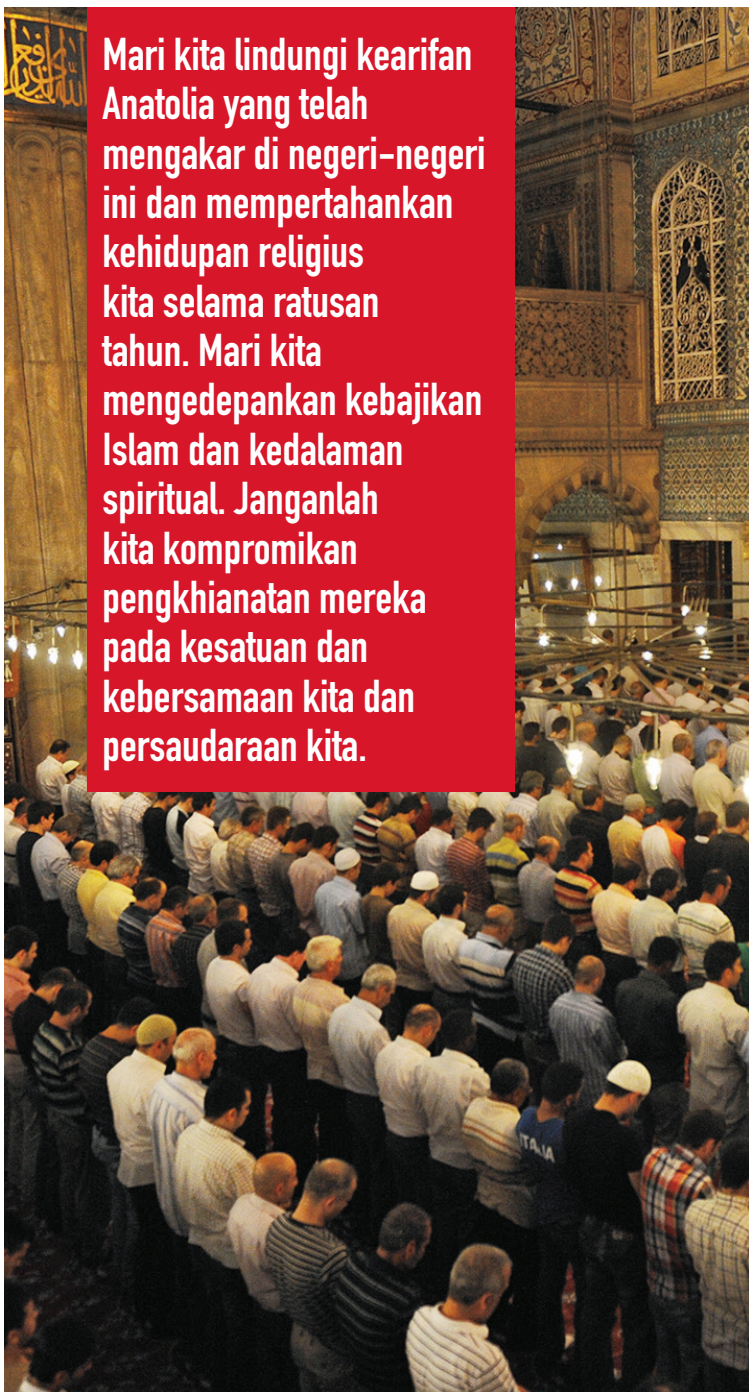 Mari kita lindungi kearifan
Anatolia yang telah
mengakar di negeri-negeri
ini dan mempertahankan
kehidupan religius
kita selama ratusan
tahun. Mari kita
mengedepankan kebajikan
Islam dan kedalaman
spiritual. Janganlah
kita kompromikan
pengkhianatan mereka
pada kesatuan dan
kebersamaan kita dan
persaudaraan kita.
ITALIA